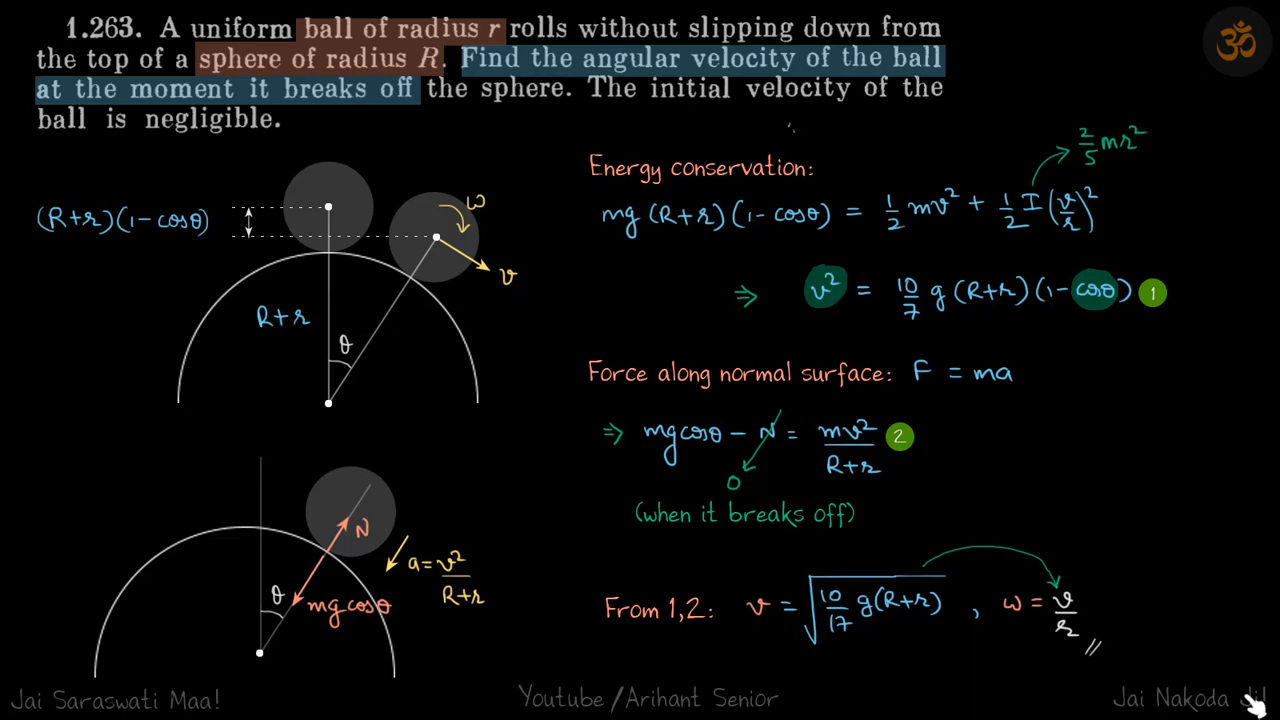 1.263. A uniform ball of radius r rolls without slipping down from
the top of a sphere of radius R. Find the angular velocity of the ball
at the moment it breaks off the sphere. The initial velocity of the
ball is negligible.
ॐ
(R+r)(1-cosθ)
ω
v
R+r
θ
Energy conservation:
2/5 mr²
mg(R+r)(1-cosθ) = 1/2 mv² + 1/2 I (v/r)²
⇒ v² = 10/7 g(R+r)(1-cosθ) 1
Force along normal surface: F = ma
⇒ mgcosθ - N = mv²/R+r 2
0
(when it breaks off)
From 1,2: v = √10/17 g(R+r) , ω = v/r //
N
a = v²/R+r
θ
mgcosθ
Jai Saraswati Maa!
Youtube/Arihant Senior
Jai Nakoda Ji!